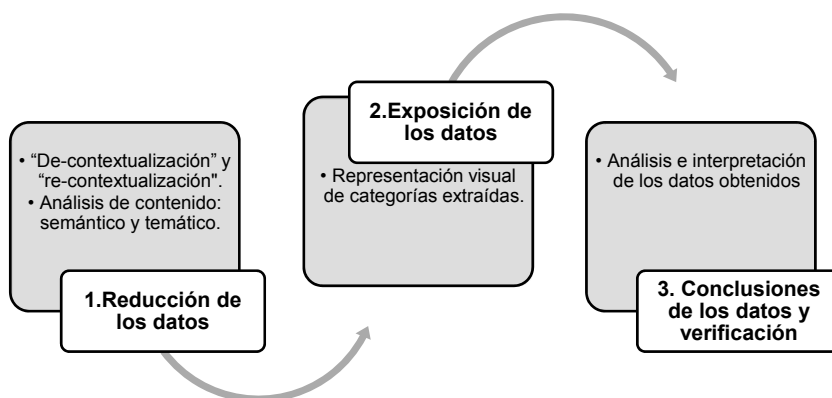 • “De-contextualización” y
“re-contextualización".
• Análisis de contenido:
semántico y temático.
1.Reducción de
los datos
2.Exposición de
los datos
• Representación visual
de categorías extraídas.
• Análisis e interpretación
de los datos obtenidos
3. Conclusiones
de los datos y
verificación